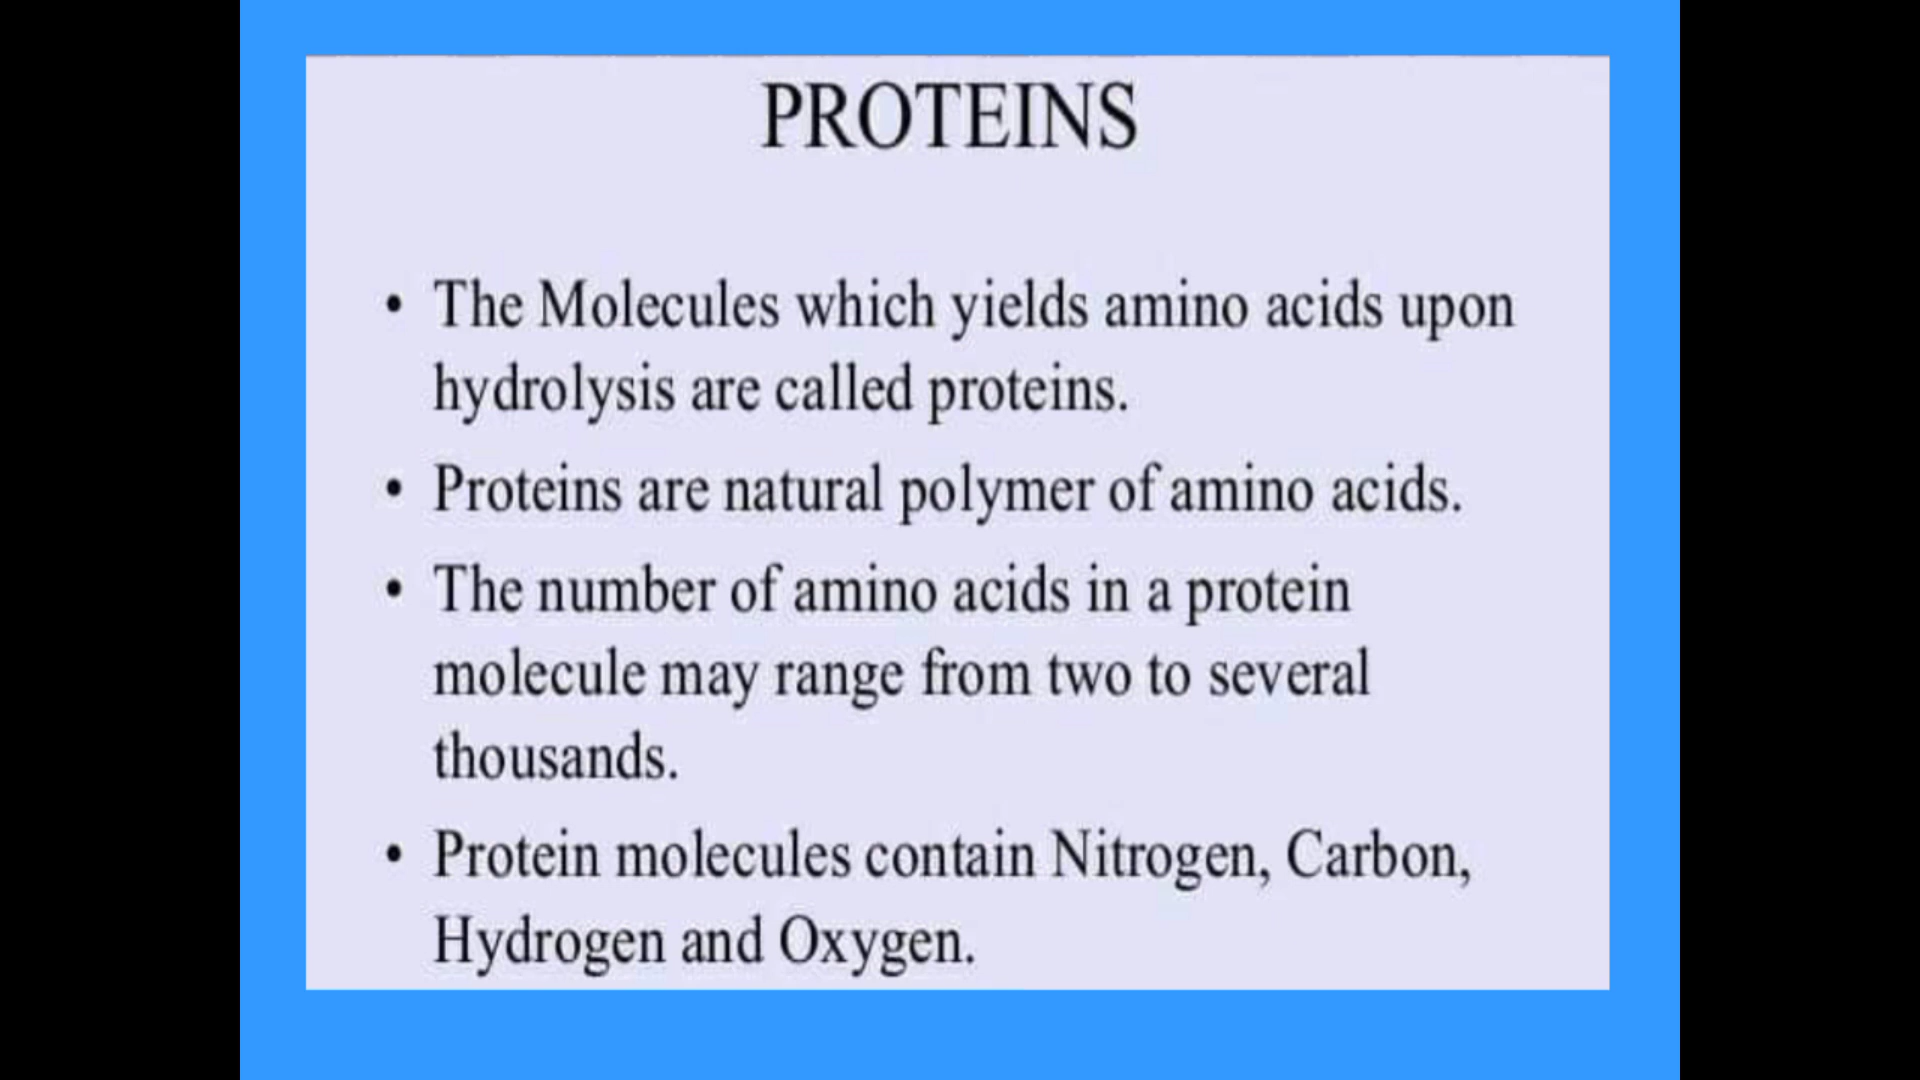 PROTEINS
• The Molecules which yields amino acids upon
hydrolysis are called proteins.
• Proteins are natural polymer of amino acids.
• The number of amino acids in a protein
molecule may range from two to several
thousands.
• Protein molecules contain Nitrogen, Carbon,
Hydrogen and Oxygen.